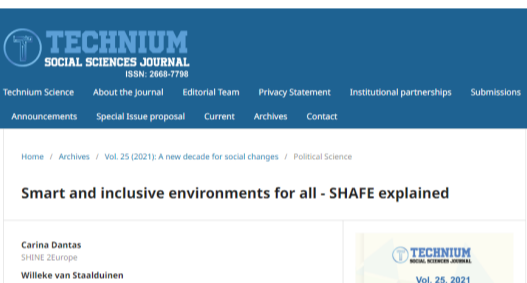 TECHNIUM
SOCIAL SCIENCES JOURNAL
ISSN: 2668-7798
Technium Science About the Journal Editorial Team Privacy Statement Institutional partnerships Submissions
Announcements Special Issue proposal Current Archives Contact
Home / Archives / Vol. 25 (2021): A new decade for social changes / Political Science
Smart and inclusive environments for all - SHAFE explained
Carina Dantas
SHINE 2Europe
Willeke van Staalduinen
TECHNIUM
SOCIAL SCIENCES JOURNAL
Vol. 25, 2021